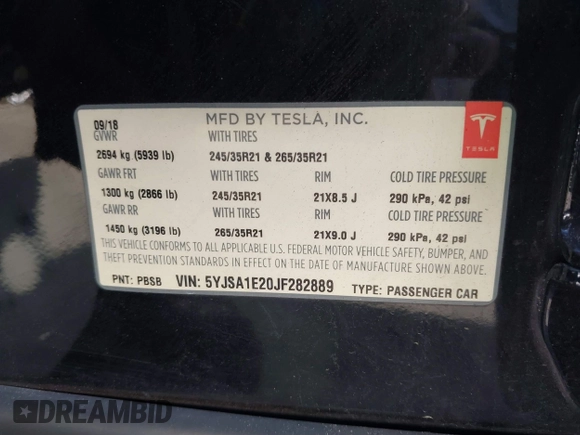 MFD BY TESLA, INC.
09/18
GVWR WITH TIRES
2694 kg (5939 lb) 245/35R21 & 265/35R21
GAWR FRT WITH TIRES RIM COLD TIRE PRESSURE
1300 kg (2866 lb) 245/35R21 21X8.5 J 290 kPa, 42 psi
GAWR RR WITH TIRES RIM COLD TIRE PRESSURE
1450 kg (3196 lb) 265/35R21 21X9.0 J 290 kPa, 42 psi
THIS VEHICLE CONFORMS TO ALL APPLICABLE U.S. FEDERAL MOTOR VEHICLE SAFETY, BUMPER, AND
THEFT PREVENTION STANDARDS IN EFFECT ON THE DATE OF MANUFACTURE SHOWN ABOVE.
PNT: PBSB VIN: 5YJSA1E20JF282889 TYPE: PASSENGER CAR
TESLA
DREAMBID